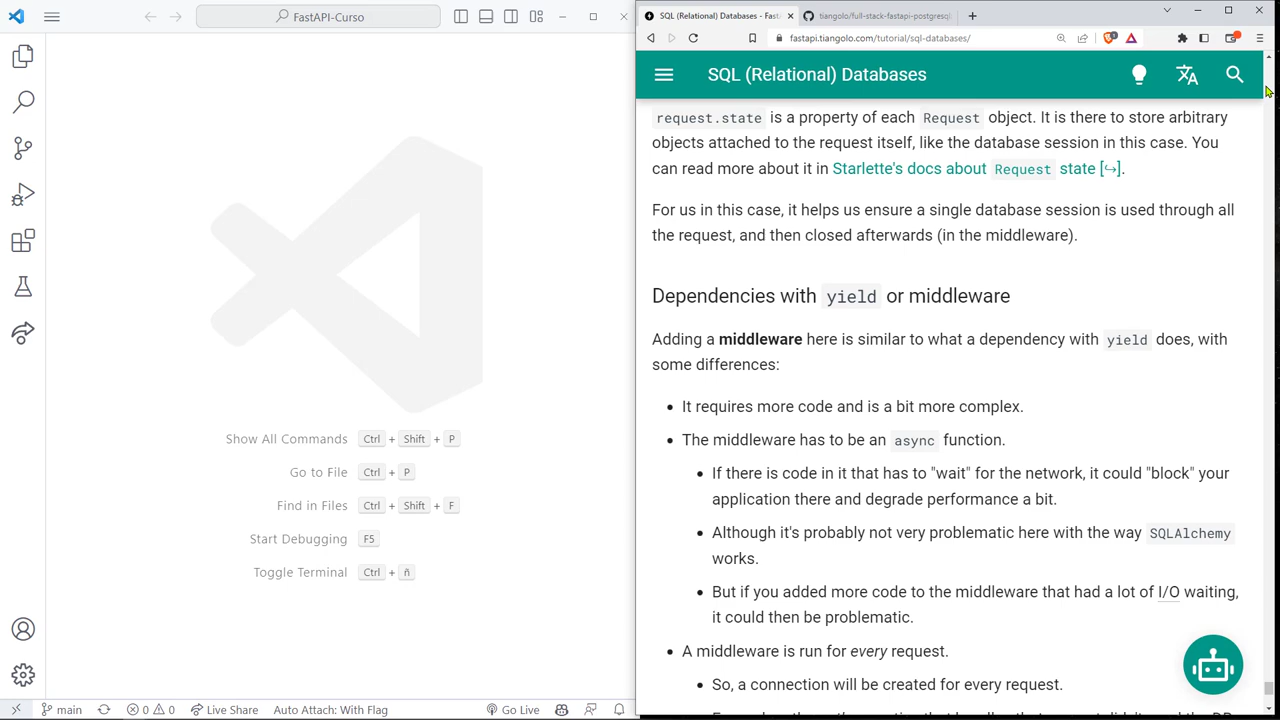 FastAPI-Curso
Show All Commands Ctrl + Shift + P
Go to File Ctrl + P
Find in Files Ctrl + Shift + F
Start Debugging F5
Toggle Terminal Ctrl + ñ
main 0 0 Live Share Auto Attach: With Flag Go Live
SQL (Relational) Databases - Fast
tiangolo/full-stack-fastapi-postgresql
fastapi.tiangolo.com/tutorial/sql-databases/
SQL (Relational) Databases
request.state is a property of each Request object. It is there to store arbitrary
objects attached to the request itself, like the database session in this case. You
can read more about it in Starlette's docs about Request state [↪].
For us in this case, it helps us ensure a single database session is used through all
the request, and then closed afterwards (in the middleware).
Dependencies with yield or middleware
Adding a middleware here is similar to what a dependency with yield does, with
some differences:
• It requires more code and is a bit more complex.
• The middleware has to be an async function.
• If there is code in it that has to "wait" for the network, it could "block" your
application there and degrade performance a bit.
• Although it's probably not very problematic here with the way SQLAlchemy
works.
• But if you added more code to the middleware that had a lot of I/O waiting,
it could then be problematic.
• A middleware is run for every request.
• So, a connection will be created for every request.